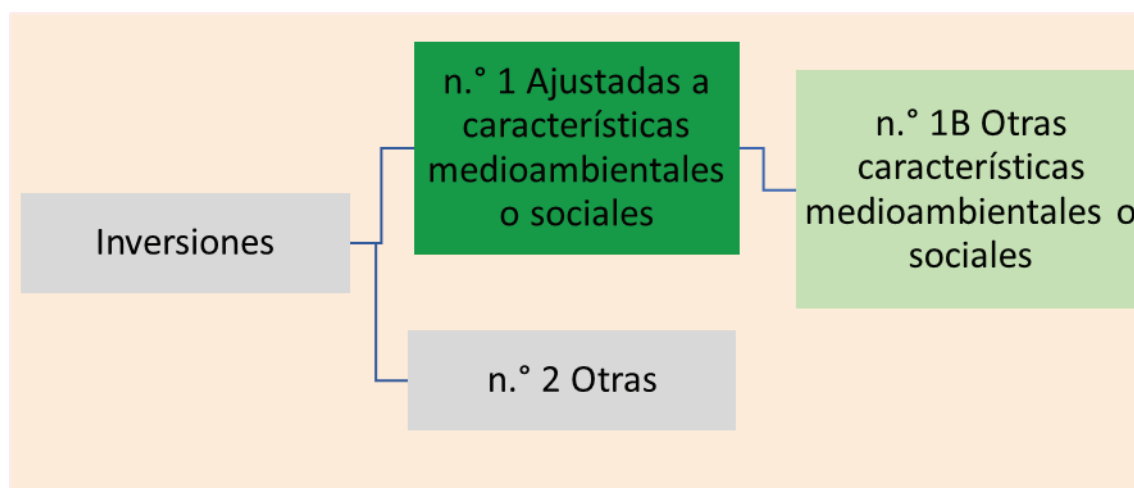 n.° 1 Ajustadas a
características
medioambientales
o sociales
n.° 1B Otras
características
medioambientales o
sociales
Inversiones
n.° 2 Otras